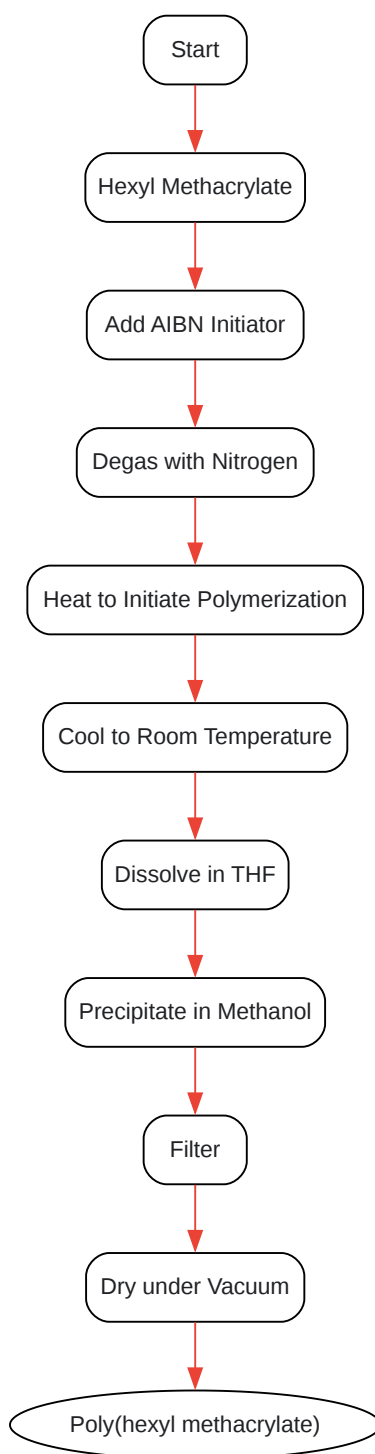 Start
Hexyl Methacrylate
Add AIBN Initiator
Degas with Nitrogen
Heat to Initiate Polymerization
Cool to Room Temperature
Dissolve in THF
Precipitate in Methanol
Filter
Dry under Vacuum
Poly(hexyl methacrylate)